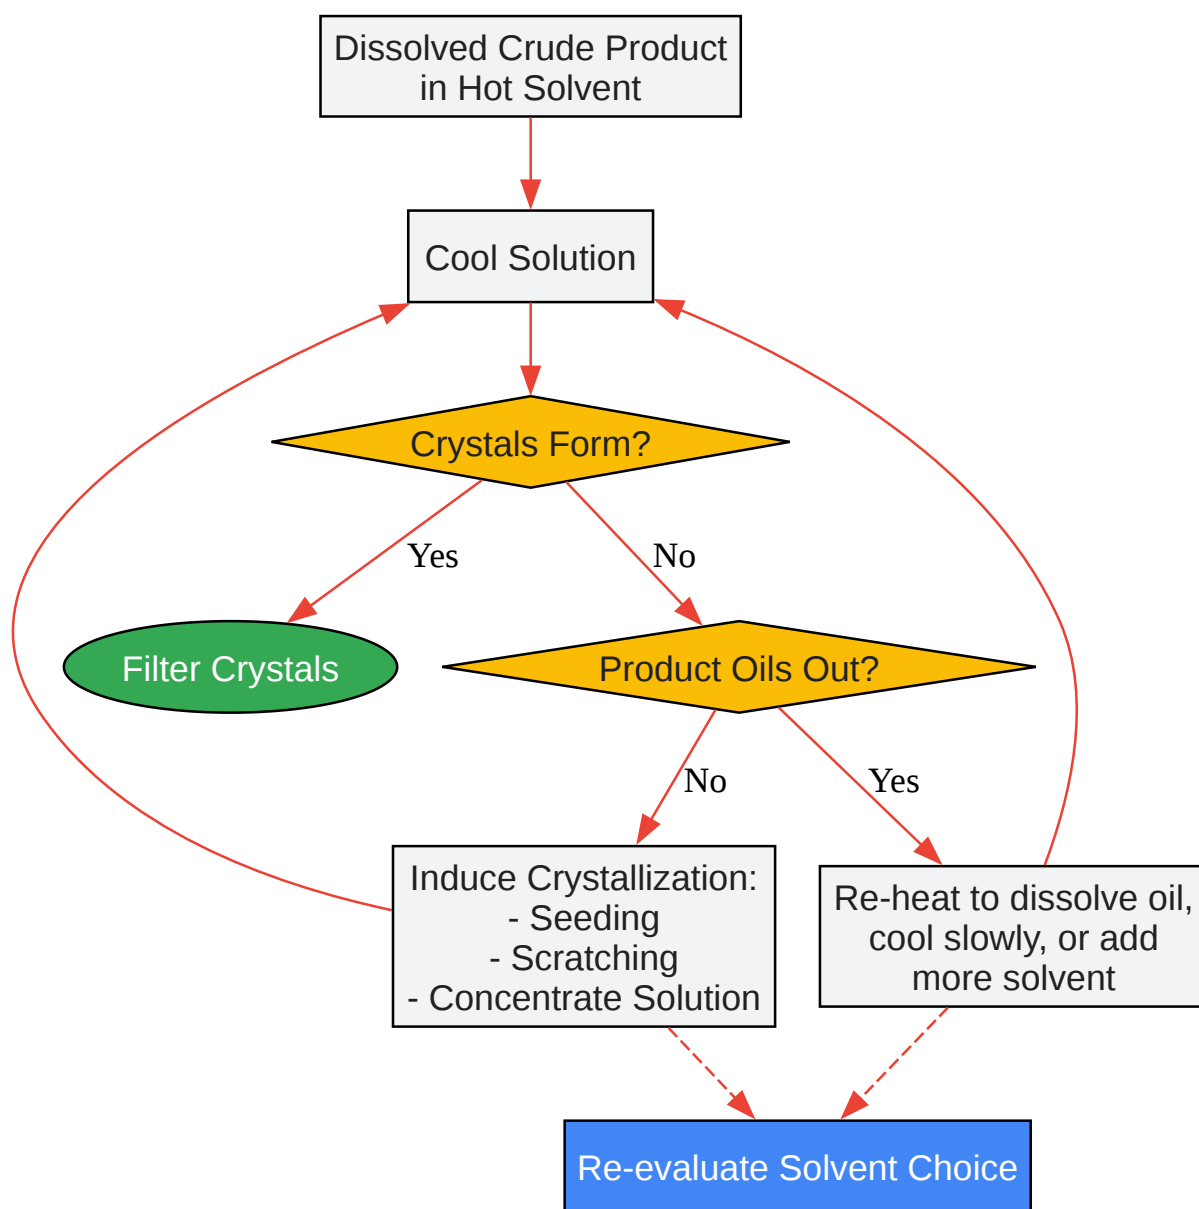 Dissolved Crude Product
in Hot Solvent
Cool Solution
Crystals Form?
Yes
No
Filter Crystals
Product Oils Out?
No
Yes
Induce Crystallization:
- Seeding
- Scratching
- Concentrate Solution
Re-heat to dissolve oil,
cool slowly, or add
more solvent
Re-evaluate Solvent Choice